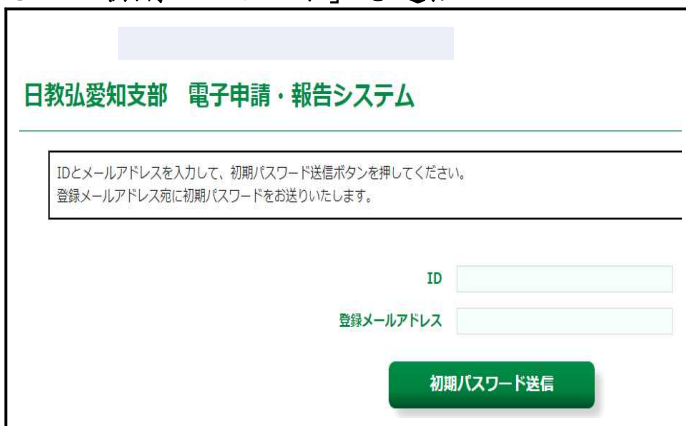 日教弘愛知支部　電子申請・報告システム
IDとメールアドレスを入力して、初期パスワード送信ボタンを押してください。
登録メールアドレス宛に初期パスワードをお送りいたします。
ID
登録メールアドレス
初期パスワード送信